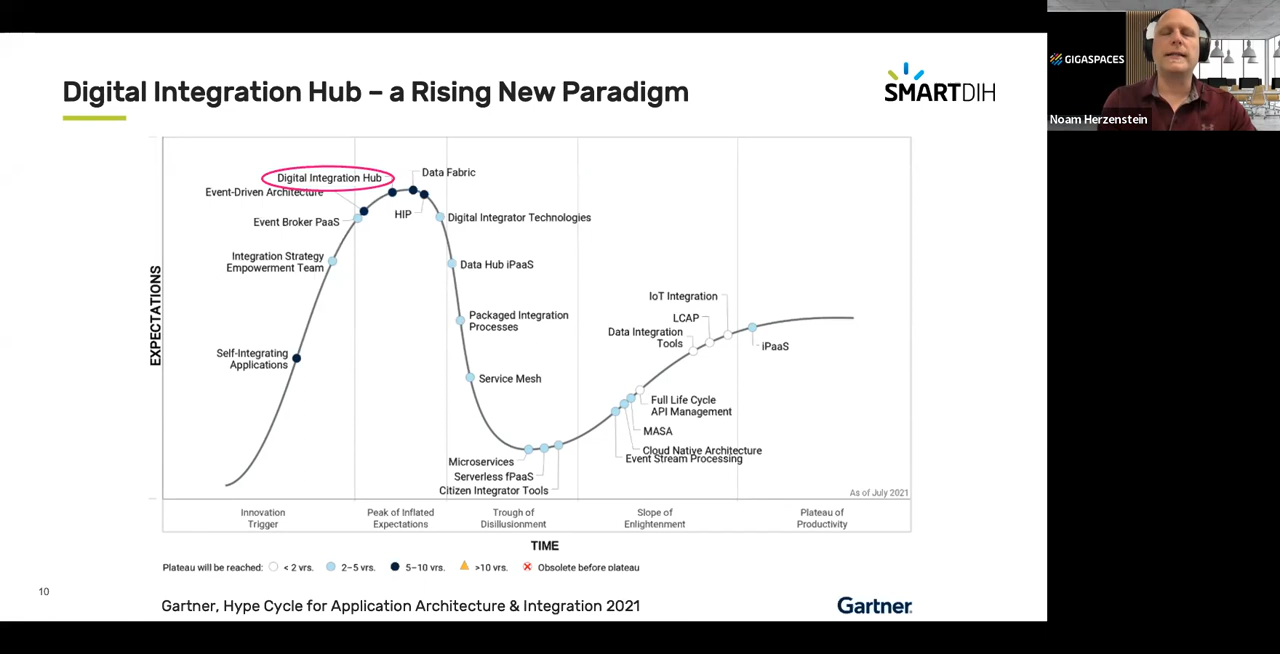 Digital Integration Hub – a Rising New Paradigm
SMARTDIH
GIGASPACES
Noam Herzenstein
EXPECTATIONS
Digital Integration Hub
Data Fabric
Event-Driven Architecture
HIP
Event Broker PaaS
Digital Integrator Technologies
Integration Strategy
Empowerment Team
Data Hub iPaaS
Packaged Integration
Processes
Self-Integrating
Applications
Service Mesh
Microservices
Serverless fPaaS
Citizen Integrator Tools
IoT Integration
LCAP
Data Integration
Tools
iPaaS
Full Life Cycle
API Management
MASA
Cloud Native Architecture
Event Stream Processing
As of July 2021
Innovation
Trigger
Peak of Inflated
Expectations
Trough of
Disillusionment
Slope of
Enlightenment
Plateau of
Productivity
TIME
Plateau will be reached: < 2 yrs. 2–5 yrs. 5–10 yrs. >10 yrs. Obsolete before plateau
10
Gartner, Hype Cycle for Application Architecture & Integration 2021
Gartner